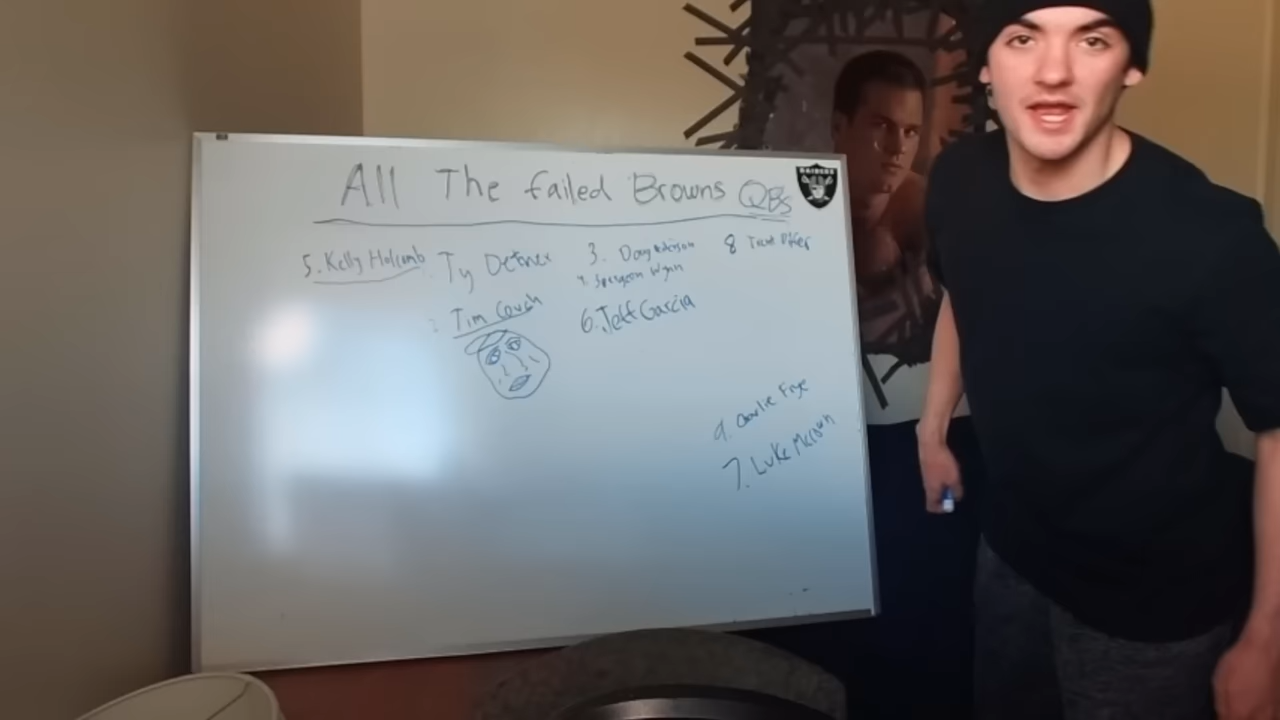 All The failed Browns QBs
RAIDERS
5. Kelly Holcomb
Ty Detmer
3. Doug Pederson
8 Trent Dilfer
4. Spergeon Wynn
2 Tim Couch
6. Jeff Garcia
9. Charlie Frye
7. Luke McCown